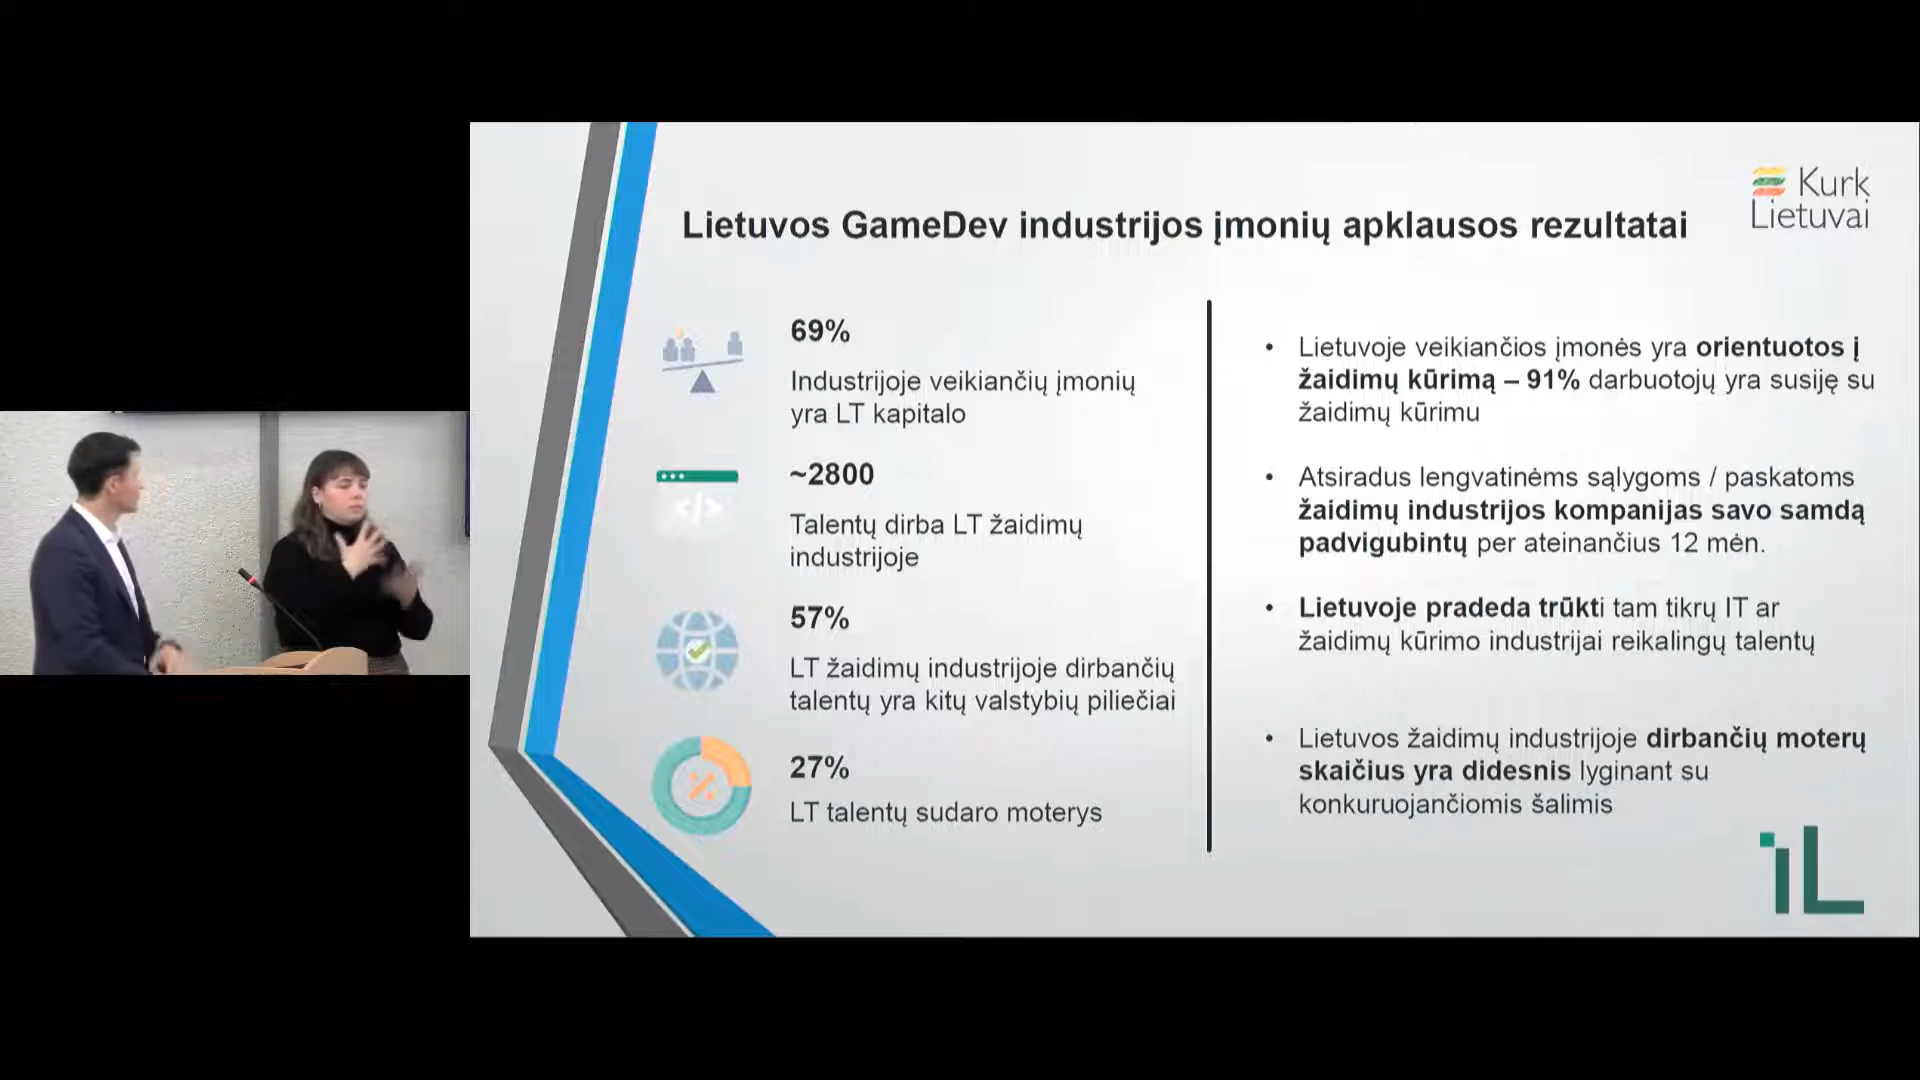 Kurk
Lietuvai
Lietuvos GameDev industrijos įmonių apklausos rezultatai
69%
Industrijoje veikiančių įmonių
yra LT kapitalo
~2800
Talentų dirba LT žaidimų
industrijoje
57%
LT žaidimų industrijoje dirbančių
talentų yra kitų valstybių piliečiai
27%
LT talentų sudaro moterys
• Lietuvoje veikiančios įmonės yra orientuotos į
žaidimų kūrimą – 91% darbuotojų yra susiję su
žaidimų kūrimu
• Atsiradus lengvatinėms sąlygoms / paskatoms
žaidimų industrijos kompanijas savo samdą
padvigubintų per ateinančius 12 mėn.
• Lietuvoje pradeda trūkti tam tikrų IT ar
žaidimų kūrimo industrijai reikalingų talentų
• Lietuvos žaidimų industrijoje dirbančių moterų
skaičius yra didesnis lyginant su
konkuruojančiomis šalimis
iL